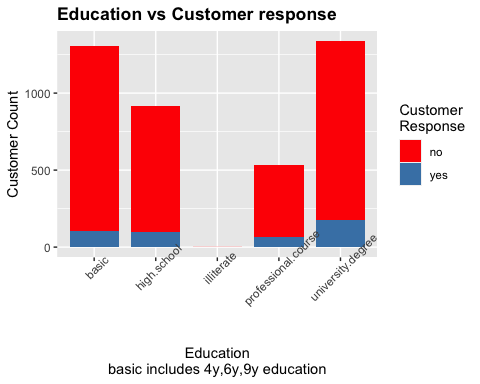 Education vs Customer response
Customer Count
1000
500
0
basic
high.school
illiterate
professional.course
university.degree
Education
basic includes 4y,6y,9y education
Customer
Response
no
yes